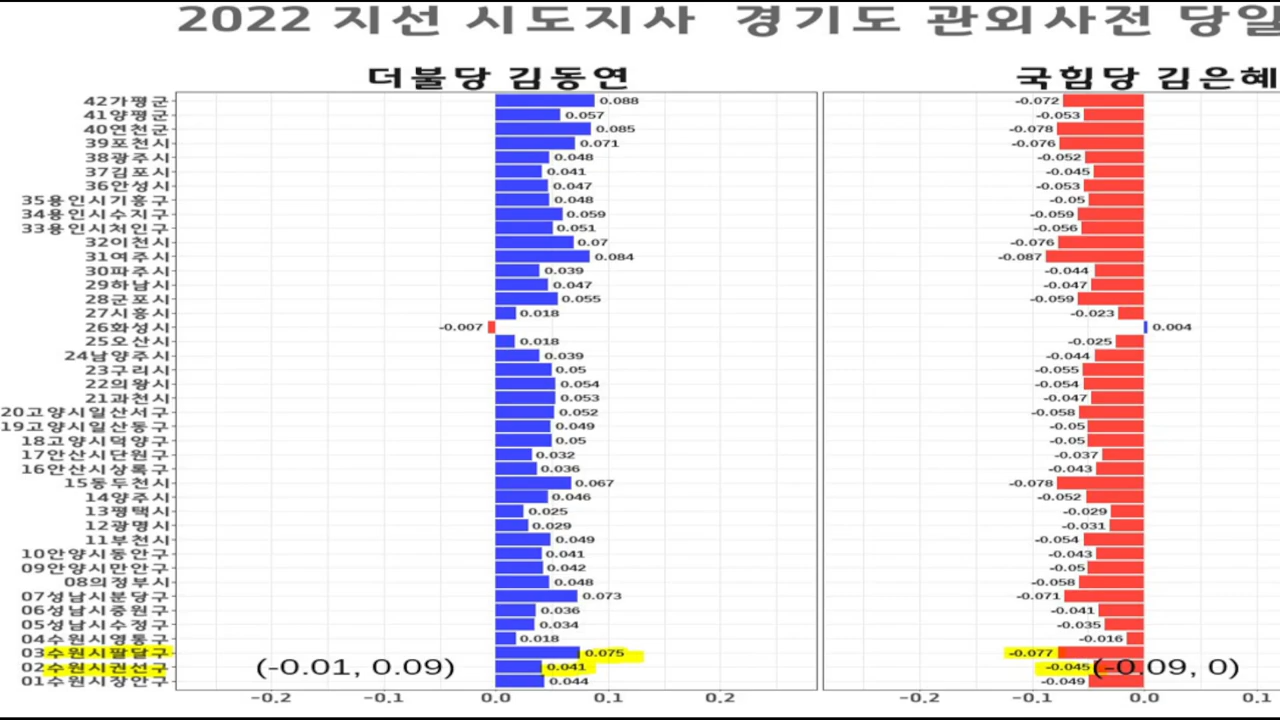 2022 지선 시도지사 경기도 관외사전 당일
더불당 김동연 국힘당 김은혜
42가평군 0.088 -0.072
41양평군 0.057 -0.053
40연천군 0.085 -0.078
39포천시 0.071 -0.076
38광주시 0.048 -0.052
37김포시 0.041 -0.045
36안성시 0.047 -0.053
35용인시기흥구 0.048 -0.05
34용인시수지구 0.059 -0.059
33용인시처인구 0.051 -0.056
32이천시 0.07 -0.076
31여주시 0.084 -0.087
30파주시 0.039 -0.044
29하남시 0.047 -0.047
28군포시 0.055 -0.059
27시흥시 0.018 -0.023
26화성시 -0.007 0.004
25오산시 0.018 -0.025
24남양주시 0.039 -0.044
23구리시 0.05 -0.055
22의왕시 0.054 -0.054
21과천시 0.053 -0.047
20고양시일산서구 0.052 -0.058
19고양시일산동구 0.049 -0.05
18고양시덕양구 0.05 -0.05
17안산시단원구 0.032 -0.037
16안산시상록구 0.036 -0.043
15동두천시 0.067 -0.078
14양주시 0.046 -0.052
13평택시 0.025 -0.029
12광명시 0.029 -0.031
11부천시 0.049 -0.054
10안양시동안구 0.041 -0.043
09안양시만안구 0.042 -0.05
08의정부시 0.048 -0.058
07성남시분당구 0.073 -0.071
06성남시중원구 0.036 -0.041
05성남시수정구 0.034 -0.035
04수원시영통구 0.018 -0.016
03수원시팔달구 0.075 -0.077
02수원시권선구 (-0.01, 0.09) 0.041 -0.045 (-0.09, 0)
01수원시장안구 0.044 -0.049
-0.2 -0.1 0.0 0.1 0.2 -0.2 -0.1 0.0 0.1